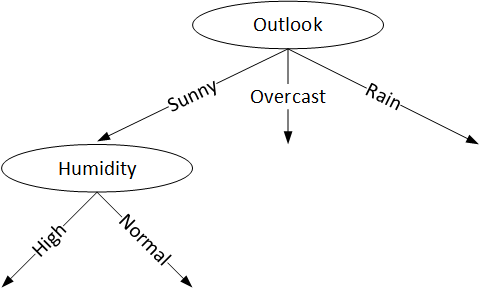 Outlook
Sunny
Overcast
Rain
Humidity
High
Normal